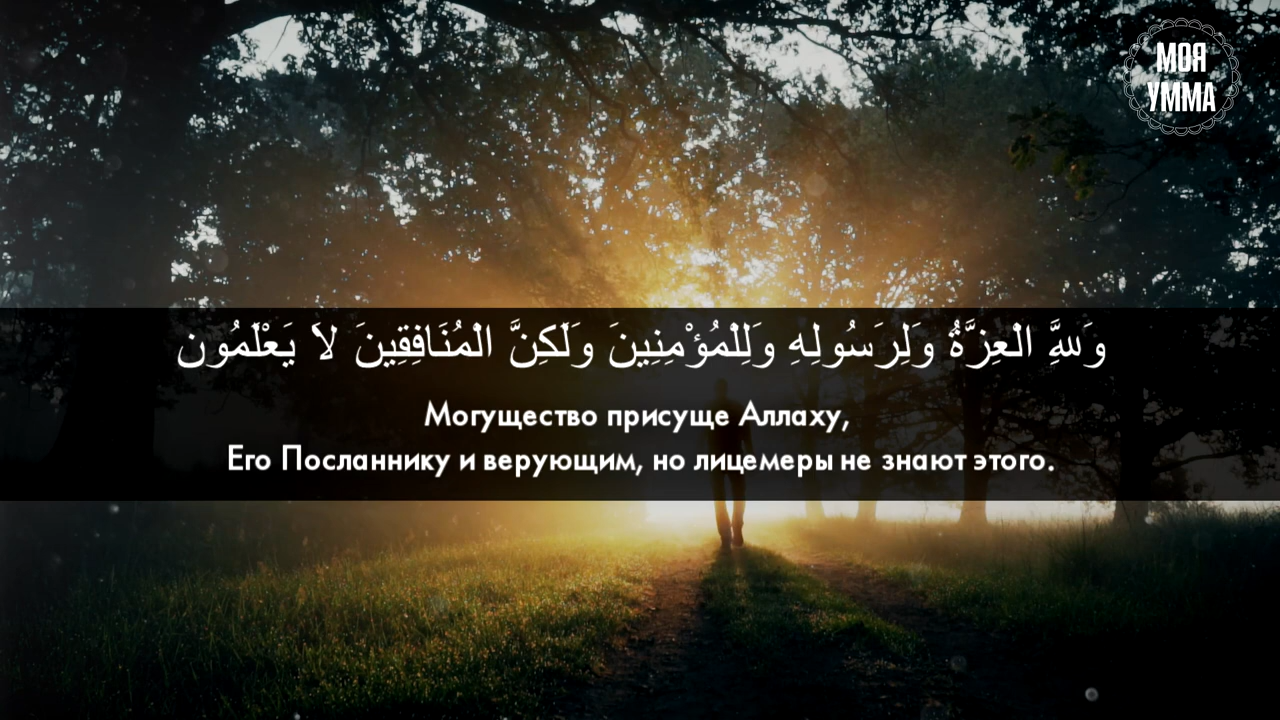 МОЯ
УММА
وَلِلَّهِ الْعِزَّةُ وَلِرَسُولِهِ وَلِلْمُؤْمِنِينَ وَلَكِنَّ الْمُنَافِقِينَ لاَ يَعْلَمُون
Могущество присуще Аллаху,
Его Посланнику и верующим, но лицемеры не знают этого.